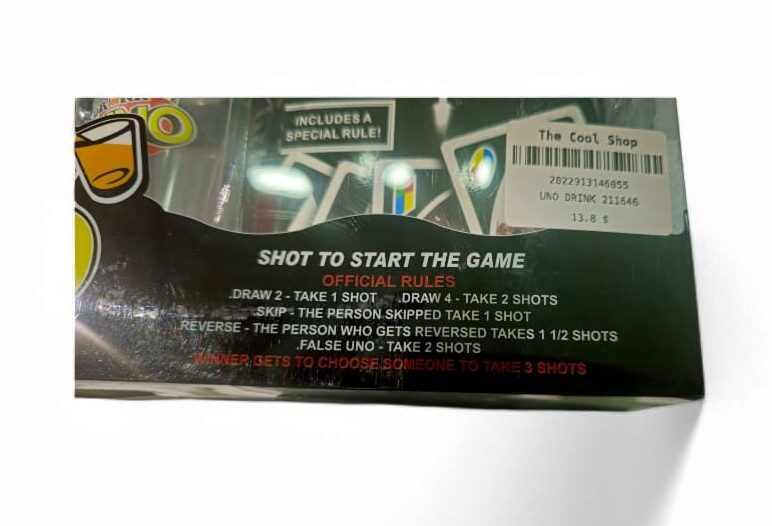 UNO
INCLUDES A
SPECIAL RULE!
The Cool Shop
2022913146055
UNO DRINK 211646
13.8 $
SHOT TO START THE GAME
OFFICIAL RULES
.DRAW 2 - TAKE 1 SHOT .DRAW 4 - TAKE 2 SHOTS
.SKIP - THE PERSON SKIPPED TAKE 1 SHOT
REVERSE - THE PERSON WHO GETS REVERSED TAKES 1 1/2 SHOTS
.FALSE UNO - TAKE 2 SHOTS
WINNER GETS TO CHOOSE SOMEONE TO TAKE 3 SHOTS